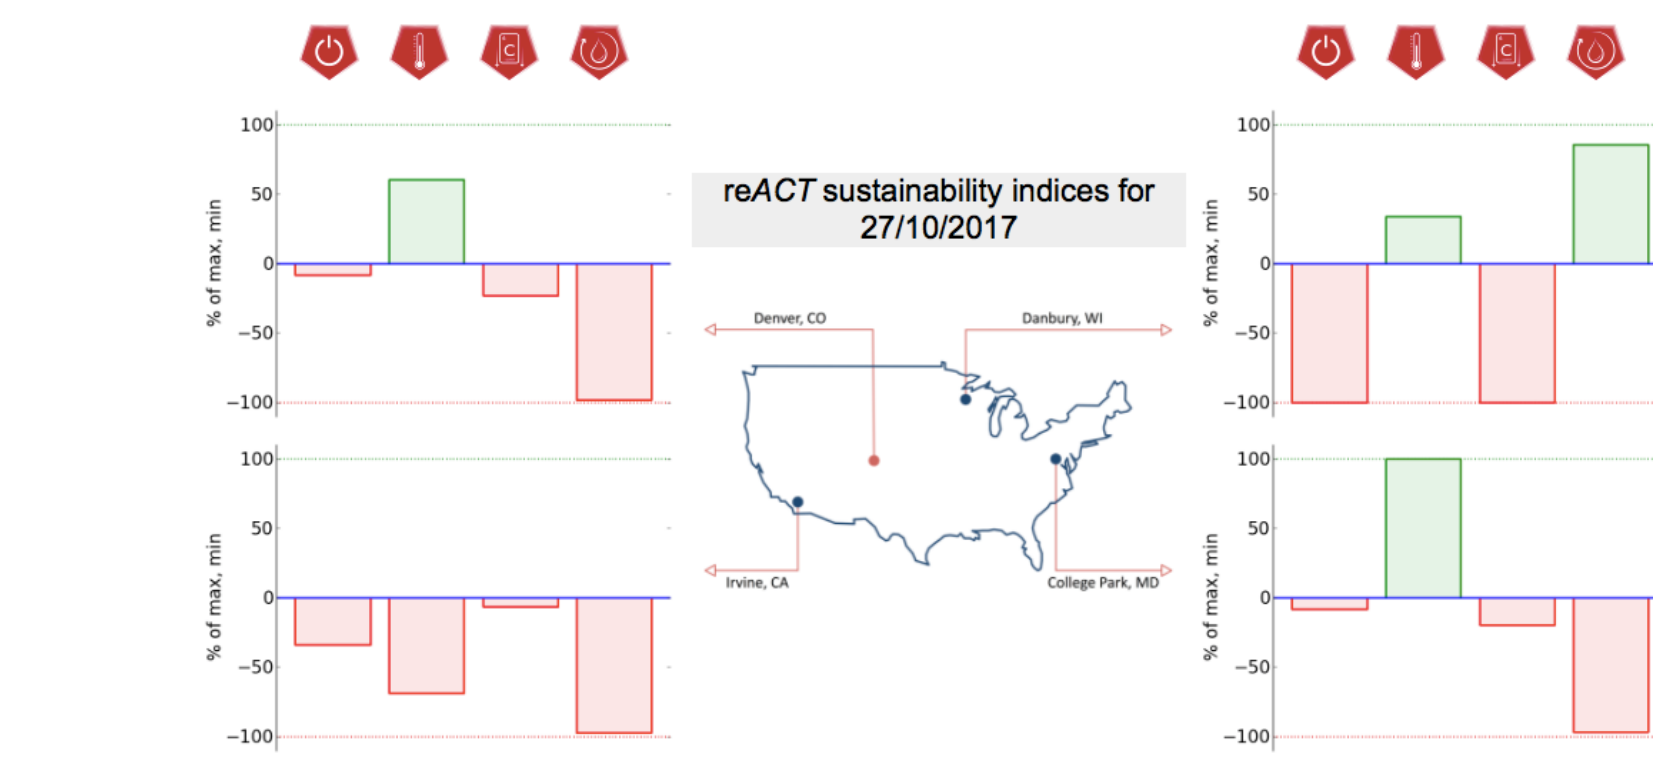 C
C
100
50
0
−50
−100
% of max, min
reACT sustainability indices for
27/10/2017
100
50
0
−50
−100
% of max, min
Denver, CO
Danbury, WI
100
50
0
−50
−100
% of max, min
Irvine, CA
College Park, MD
100
50
0
−50
−100
% of max, min